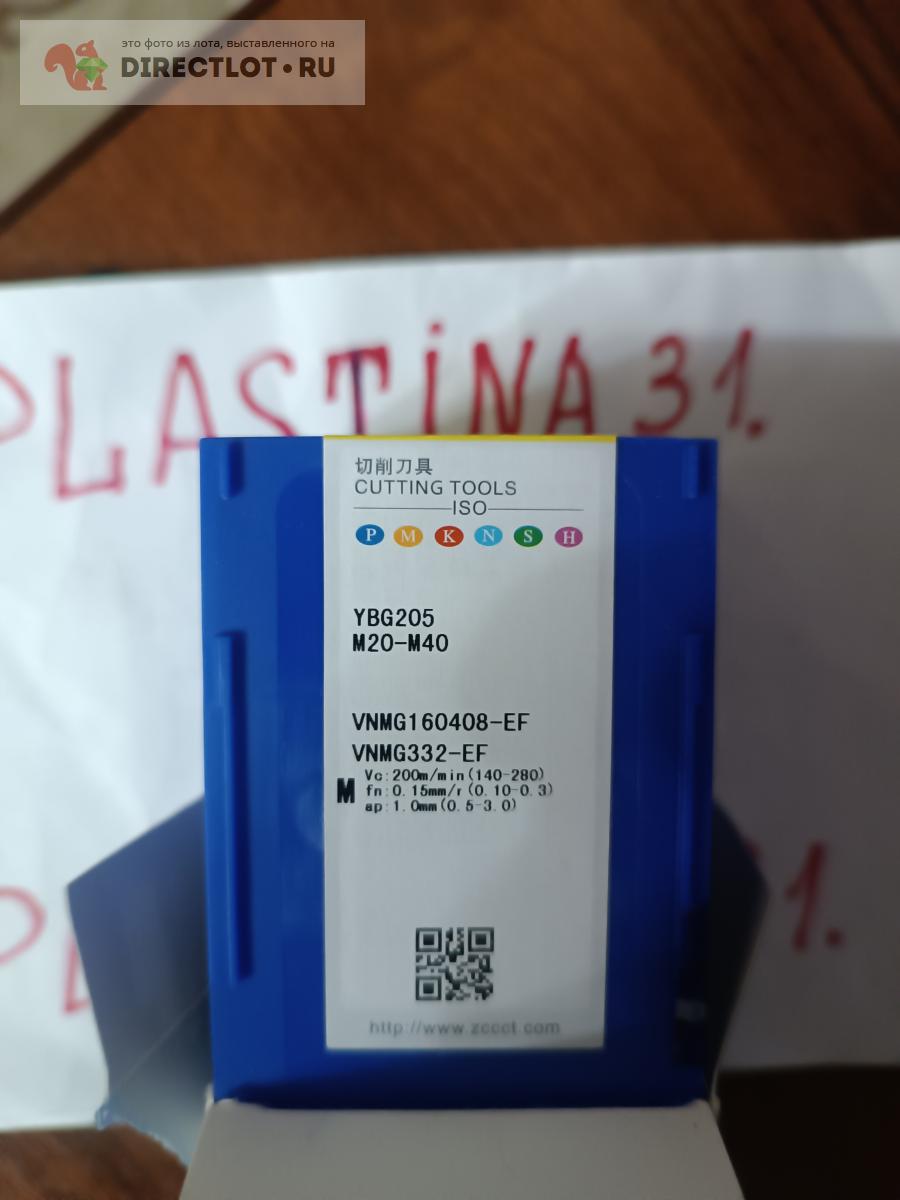 это фото из лота, выставленного на
DIRECTLOT•RU
PLASTINA 31.
切削刀具
CUTTING TOOLS
ISO
P M K N S H
YBG205
M20-M40
VNMG160408-EF
VNMG332-EF
M
Vc:200m/min(140-280)
fn:0.15mm/r(0.10-0.3)
ap:1.0mm(0.5-3.0)
1.
http://www.zccct.com